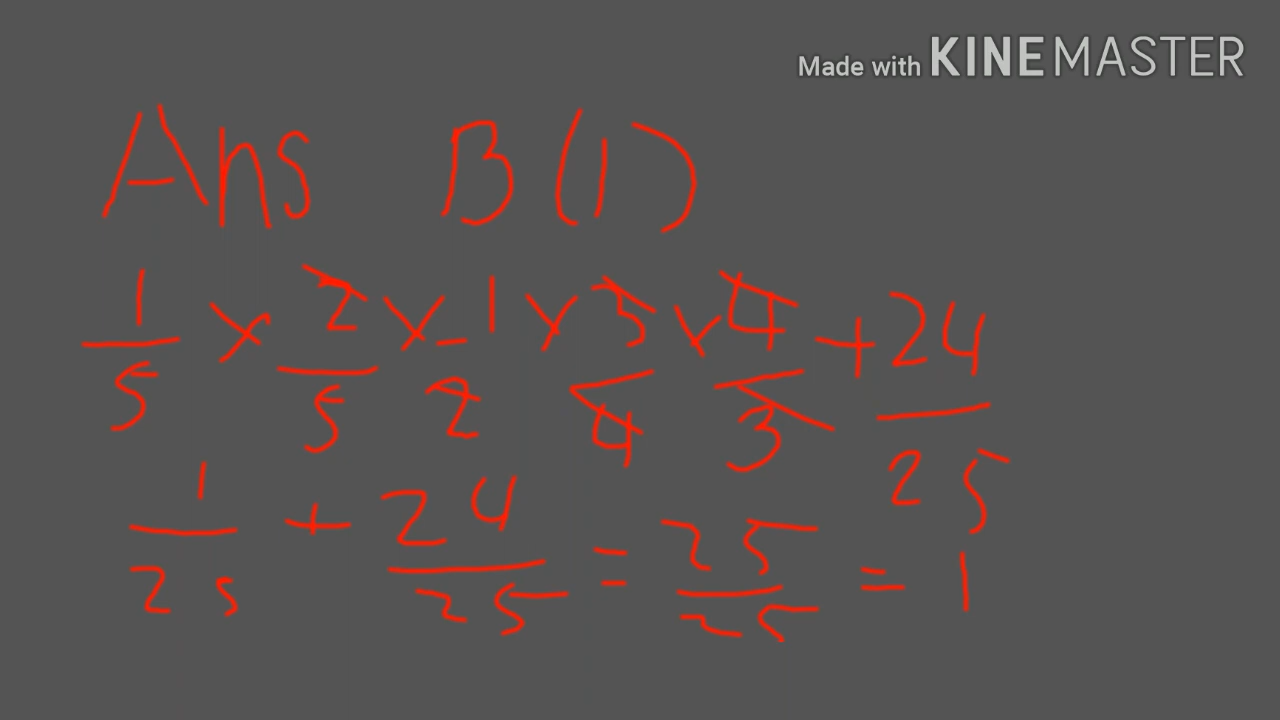 Made with KINEMASTER
Ans B (1)
1/5 × 2/5 × 1/2 × 3/4 × 4/3 + 24/25
1/25 + 24/25 = 25/25 = 1